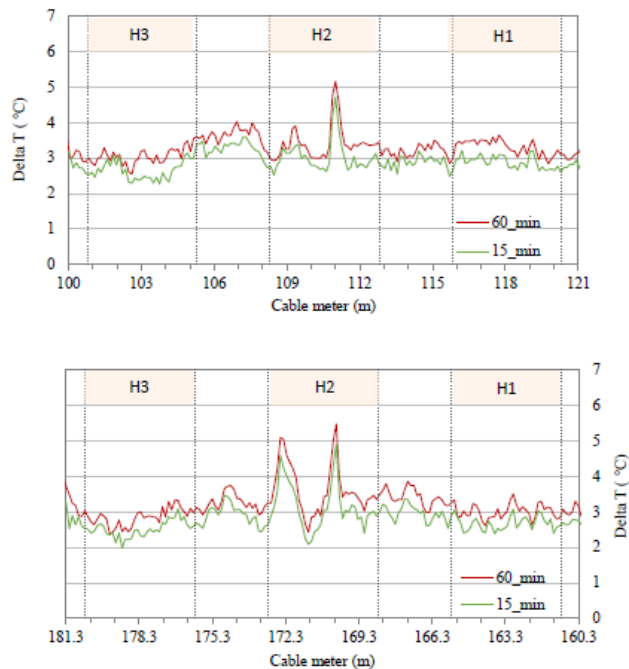 7
H3 H2 H1
6
5
4
3
2
1
0
Delta T ( °C)
60_min
15_min
100 103 106 109 112 115 118 121
Cable meter (m)
H3 H2 H1
7
6
5
4
3
2
1
0
Delta T ( °C)
60_min
15_min
181.3 178.3 175.3 172.3 169.3 166.3 163.3 160.3
Cable meter (m)